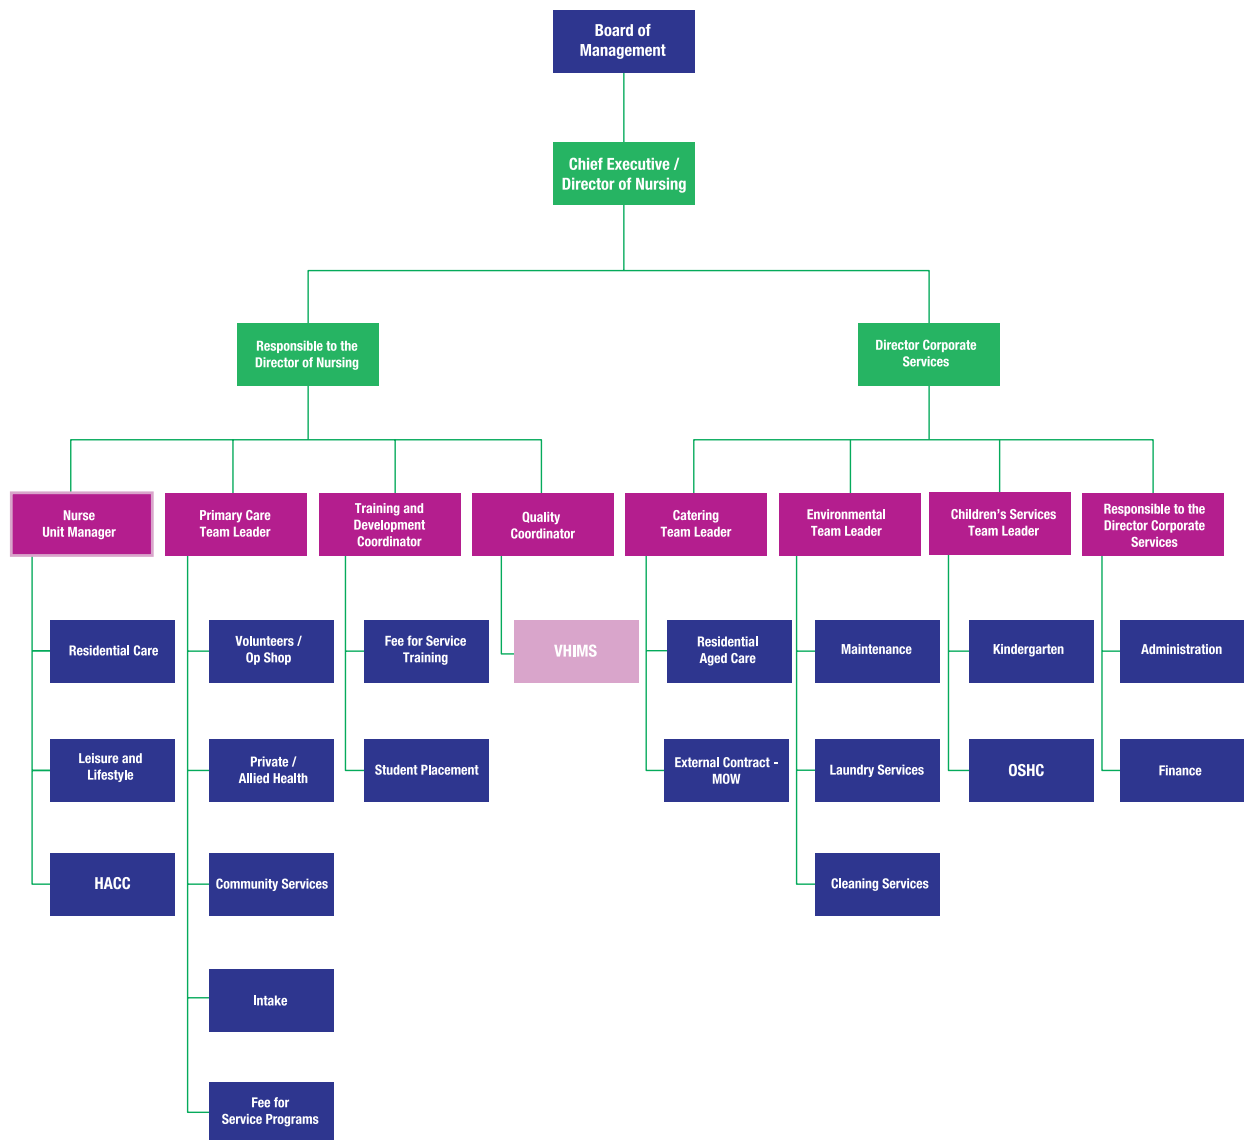 Board of
Management
Chief Executive /
Director of Nursing
Responsible to the
Director of Nursing
Director Corporate
Services
Nurse
Unit Manager
Primary Care
Team Leader
Training and
Development
Coordinator
Quality
Coordinator
Catering
Team Leader
Environmental
Team Leader
Children's Services
Team Leader
Responsible to the
Director Corporate
Services
Residential Care
Volunteers /
Op Shop
Fee for Service
Training
VHIMS
Residential
Aged Care
Maintenance
Kindergarten
Administration
Leisure and
Lifestyle
Private /
Allied Health
Student Placement
External Contract -
MOW
Laundry Services
OSHC
Finance
HACC
Community Services
Cleaning Services
Intake
Fee for
Service Programs